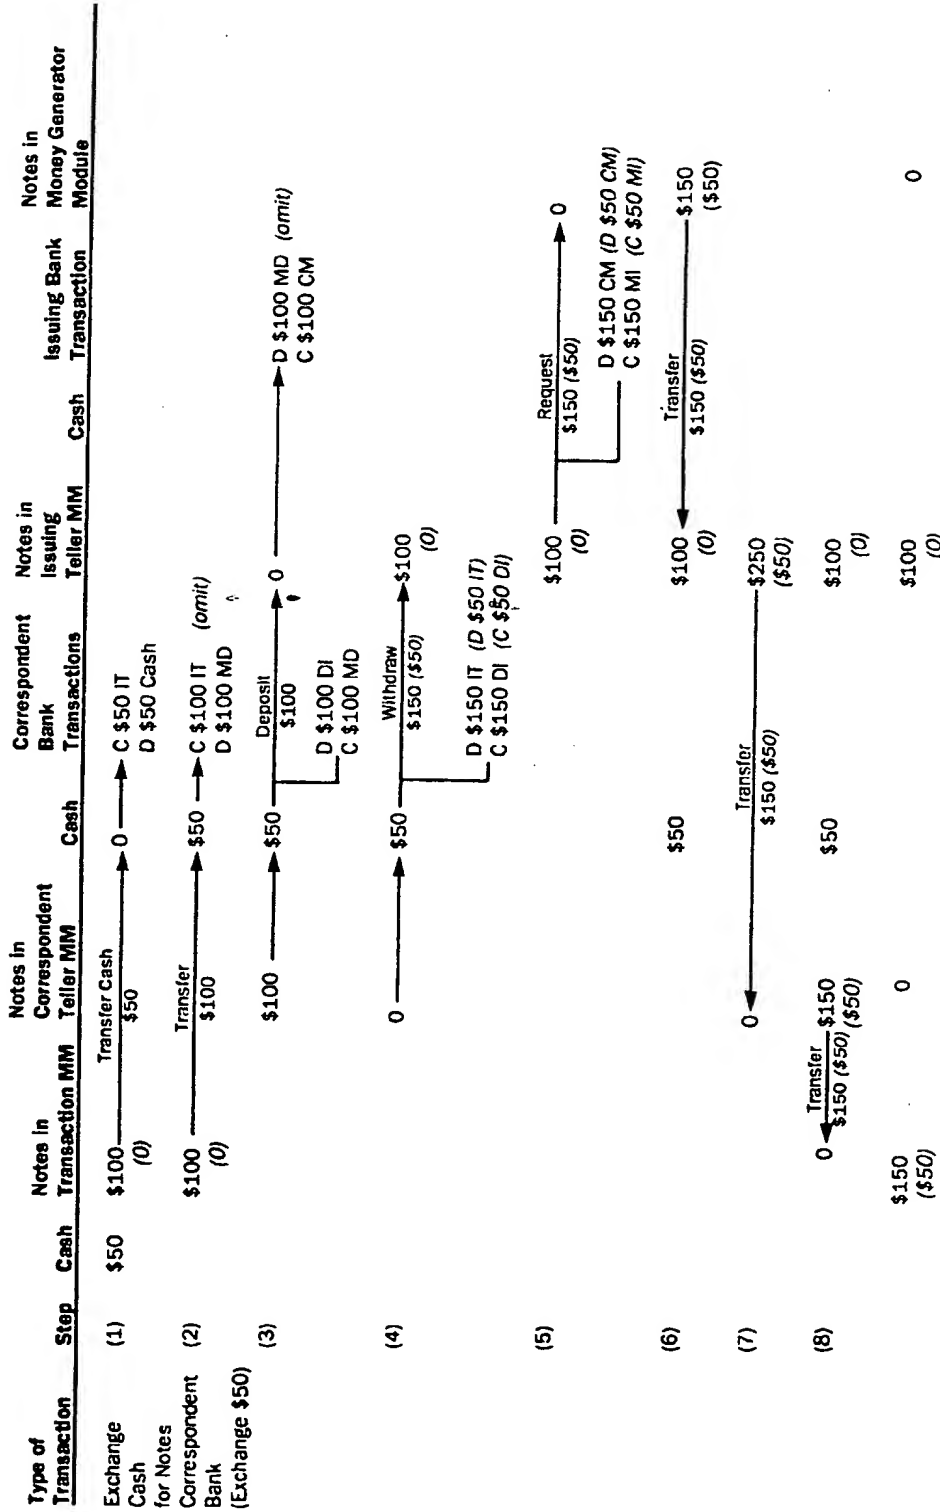 Type of Transaction
Step
Cash
Notes in Transaction MM
Notes in Correspondent Teller MM
Cash
Correspondent Bank Transactions
Notes in Issuing Teller MM
Cash
Issuing Bank Transaction
Notes in Money Generator Module
Exchange
Cash
for Notes
Correspondent
Bank
(Exchange $50)
(1)
$50
$100
(0)
Transfer Cash
$50
0
C $50 IT
D $50 Cash
(2)
$100
(0)
Transfer
$100
$50
C $100 IT (omit)
D $100 MD
(3)
$100
$50
Deposit
$100
D $100 DI
C $100 MD
0
D $100 MD (omit)
C $100 CM
(4)
0
$50
Withdraw
$150 ($50)
D $150 IT (D $50 IT)
C $150 DI (C $50 DI)
$100
(0)
(5)
$100
(0)
Request
$150 ($50)
D $150 CM (D $50 CM)
C $150 MI (C $50 MI)
0
(6)
$50
$100
(0)
Transfer
$150 ($50)
$150
($50)
(7)
0
Transfer
$150 ($50)
$250
($50)
(8)
0
Transfer
$150 ($50)
$150
($50)
$50
$100
(0)
$150
($50)
0
$100
(0)
0